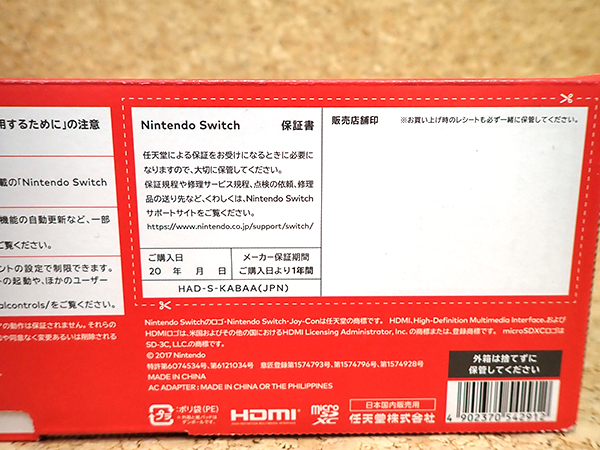 用するために」の注意
載の「Nintendo Switch
機能の自動更新など、一部
ご覧ください。
ントの設定で制限できます。
トの起動や、ほかのユーザー
alcontrols/をご覧ください。
アの動作は保証されません。それらの
Nintendo Switch 保証書
任天堂による保証をお受けになるときに必要に
なりますので、大切に保管してください。
保証規程や修理サービス規程、点検の依頼、修理
品の送り先など、くわしくは、Nintendo Switch
サポートサイトをご覧ください。
https://www.nintendo.co.jp/support/switch/
ご購入日 メーカー保証期間
20 年 月 日 ご購入日より1年間
HAD-S-KABAA(JPN)
販売店舗印 ※お買い上げ時のレシートも必ず一緒に保管してください。
Nintendo Switchのロゴ・Nintendo Switch・Joy-Conは任天堂の商標です。 HDMI、High-Definition Multimedia Interface、および
HDMIロゴは、米国およびその他の国におけるHDMI Licensing Administrator, Inc. の商標または、登録商標です。 microSDXCロゴは
SD-3C, LLC.の商標です。
© 2017 Nintendo
特許第6074534号、第6121034号 意匠登録第1574793号、第1574796号、第1574928号
MADE IN CHINA
AC ADAPTER : MADE IN CHINA OR THE PHILIPPINES
プラ
:ポリ袋(PE)
HDMI
micro
SD
XC
日本国内販売用
任天堂株式会社
外箱は捨てずに
保管してください
4 902370 542912